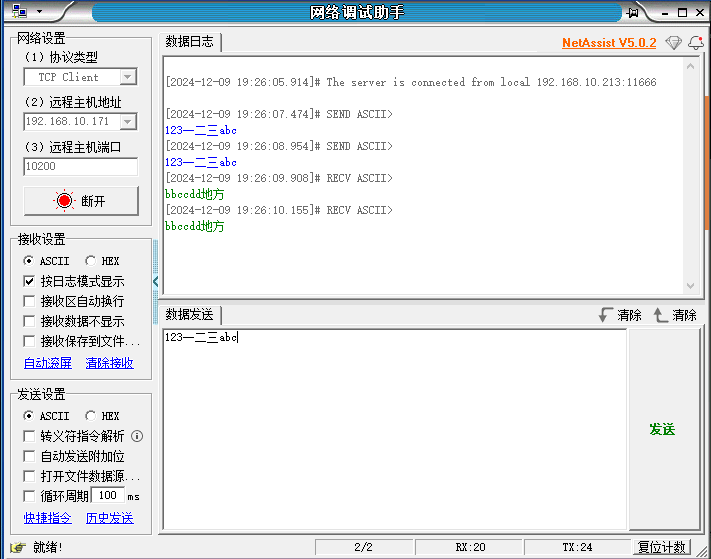 网络调试助手
网络设置
(1) 协议类型
TCP Client
(2) 远程主机地址
192.168.10.171
(3) 远程主机端口
10200
断开
接收设置
ASCII HEX
按日志模式显示
接收区自动换行
接收数据不显示
接收保存到文件...
自动滚屏 清除接收
发送设置
ASCII HEX
转义符指令解析
自动发送附加位
打开文件数据源...
循环周期 100 ms
快捷指令 历史发送
数据日志 NetAssist V5.0.2
[2024-12-09 19:26:05.914]# The server is connected from local 192.168.10.213:11666
[2024-12-09 19:26:07.474]# SEND ASCII>
123一二三abc
[2024-12-09 19:26:08.954]# SEND ASCII>
123一二三abc
[2024-12-09 19:26:09.908]# RECV ASCII>
bbccdd地方
[2024-12-09 19:26:10.155]# RECV ASCII>
bbccdd地方
数据发送 清除 清除
123一二三abc
发送
就绪! 2/2 RX:20 TX:24 复位计数